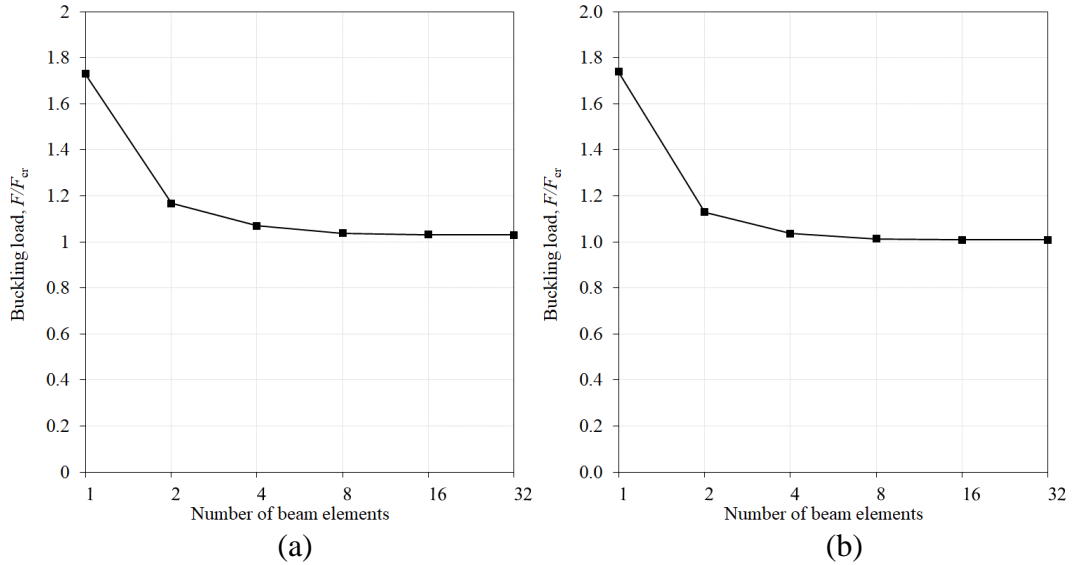 2
1.8
1.6
1.4
1.2
1
0.8
0.6
0.4
0.2
0
Buckling load, F/Fcr
1 2 4 8 16 32
Number of beam elements
(a)
2.0
1.8
1.6
1.4
1.2
1.0
0.8
0.6
0.4
0.2
0.0
Buckling load, F/Fcr
1 2 4 8 16 32
Number of beam elements
(b)